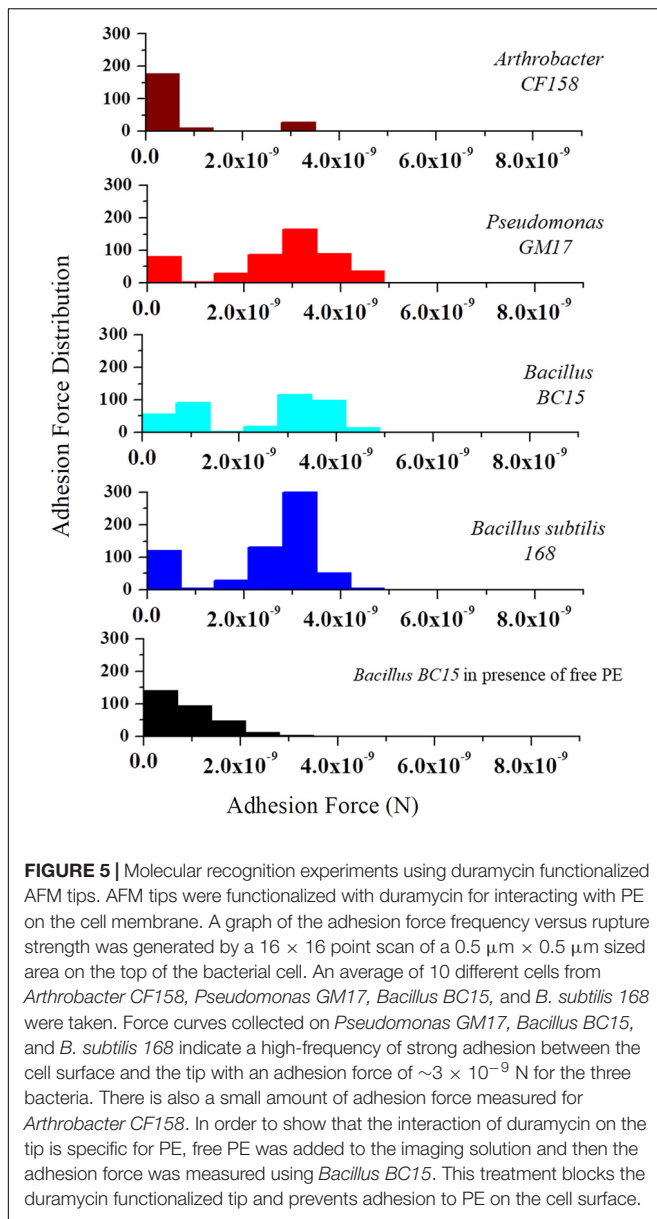 300
200
100
0
Arthrobacter
CF158
0.0 2.0x10⁻⁹ 4.0x10⁻⁹ 6.0x10⁻⁹ 8.0x10⁻⁹
300
200
100
0
Pseudomonas
GM17
0.0 2.0x10⁻⁹ 4.0x10⁻⁹ 6.0x10⁻⁹ 8.0x10⁻⁹
Adhesion Force Distribution
300
200
100
0
Bacillus
BC15
0.0 2.0x10⁻⁹ 4.0x10⁻⁹ 6.0x10⁻⁹ 8.0x10⁻⁹
300
200
100
0
Bacillus subtilis
168
0.0 2.0x10⁻⁹ 4.0x10⁻⁹ 6.0x10⁻⁹ 8.0x10⁻⁹
300
200
100
0
Bacillus BC15 in presence of free PE
0.0 2.0x10⁻⁹ 4.0x10⁻⁹ 6.0x10⁻⁹ 8.0x10⁻⁹
Adhesion Force (N)
FIGURE 5 | Molecular recognition experiments using duramycin functionalized
AFM tips. AFM tips were functionalized with duramycin for interacting with PE
on the cell membrane. A graph of the adhesion force frequency versus rupture
strength was generated by a 16 × 16 point scan of a 0.5 μm × 0.5 μm sized
area on the top of the bacterial cell. An average of 10 different cells from
Arthrobacter CF158, Pseudomonas GM17, Bacillus BC15, and B. subtilis 168
were taken. Force curves collected on Pseudomonas GM17, Bacillus BC15,
and B. subtilis 168 indicate a high-frequency of strong adhesion between the
cell surface and the tip with an adhesion force of ~3 × 10⁻⁹ N for the three
bacteria. There is also a small amount of adhesion force measured for
Arthrobacter CF158. In order to show that the interaction of duramycin on the
tip is specific for PE, free PE was added to the imaging solution and then the
adhesion force was measured using Bacillus BC15. This treatment blocks the
duramycin functionalized tip and prevents adhesion to PE on the cell surface.